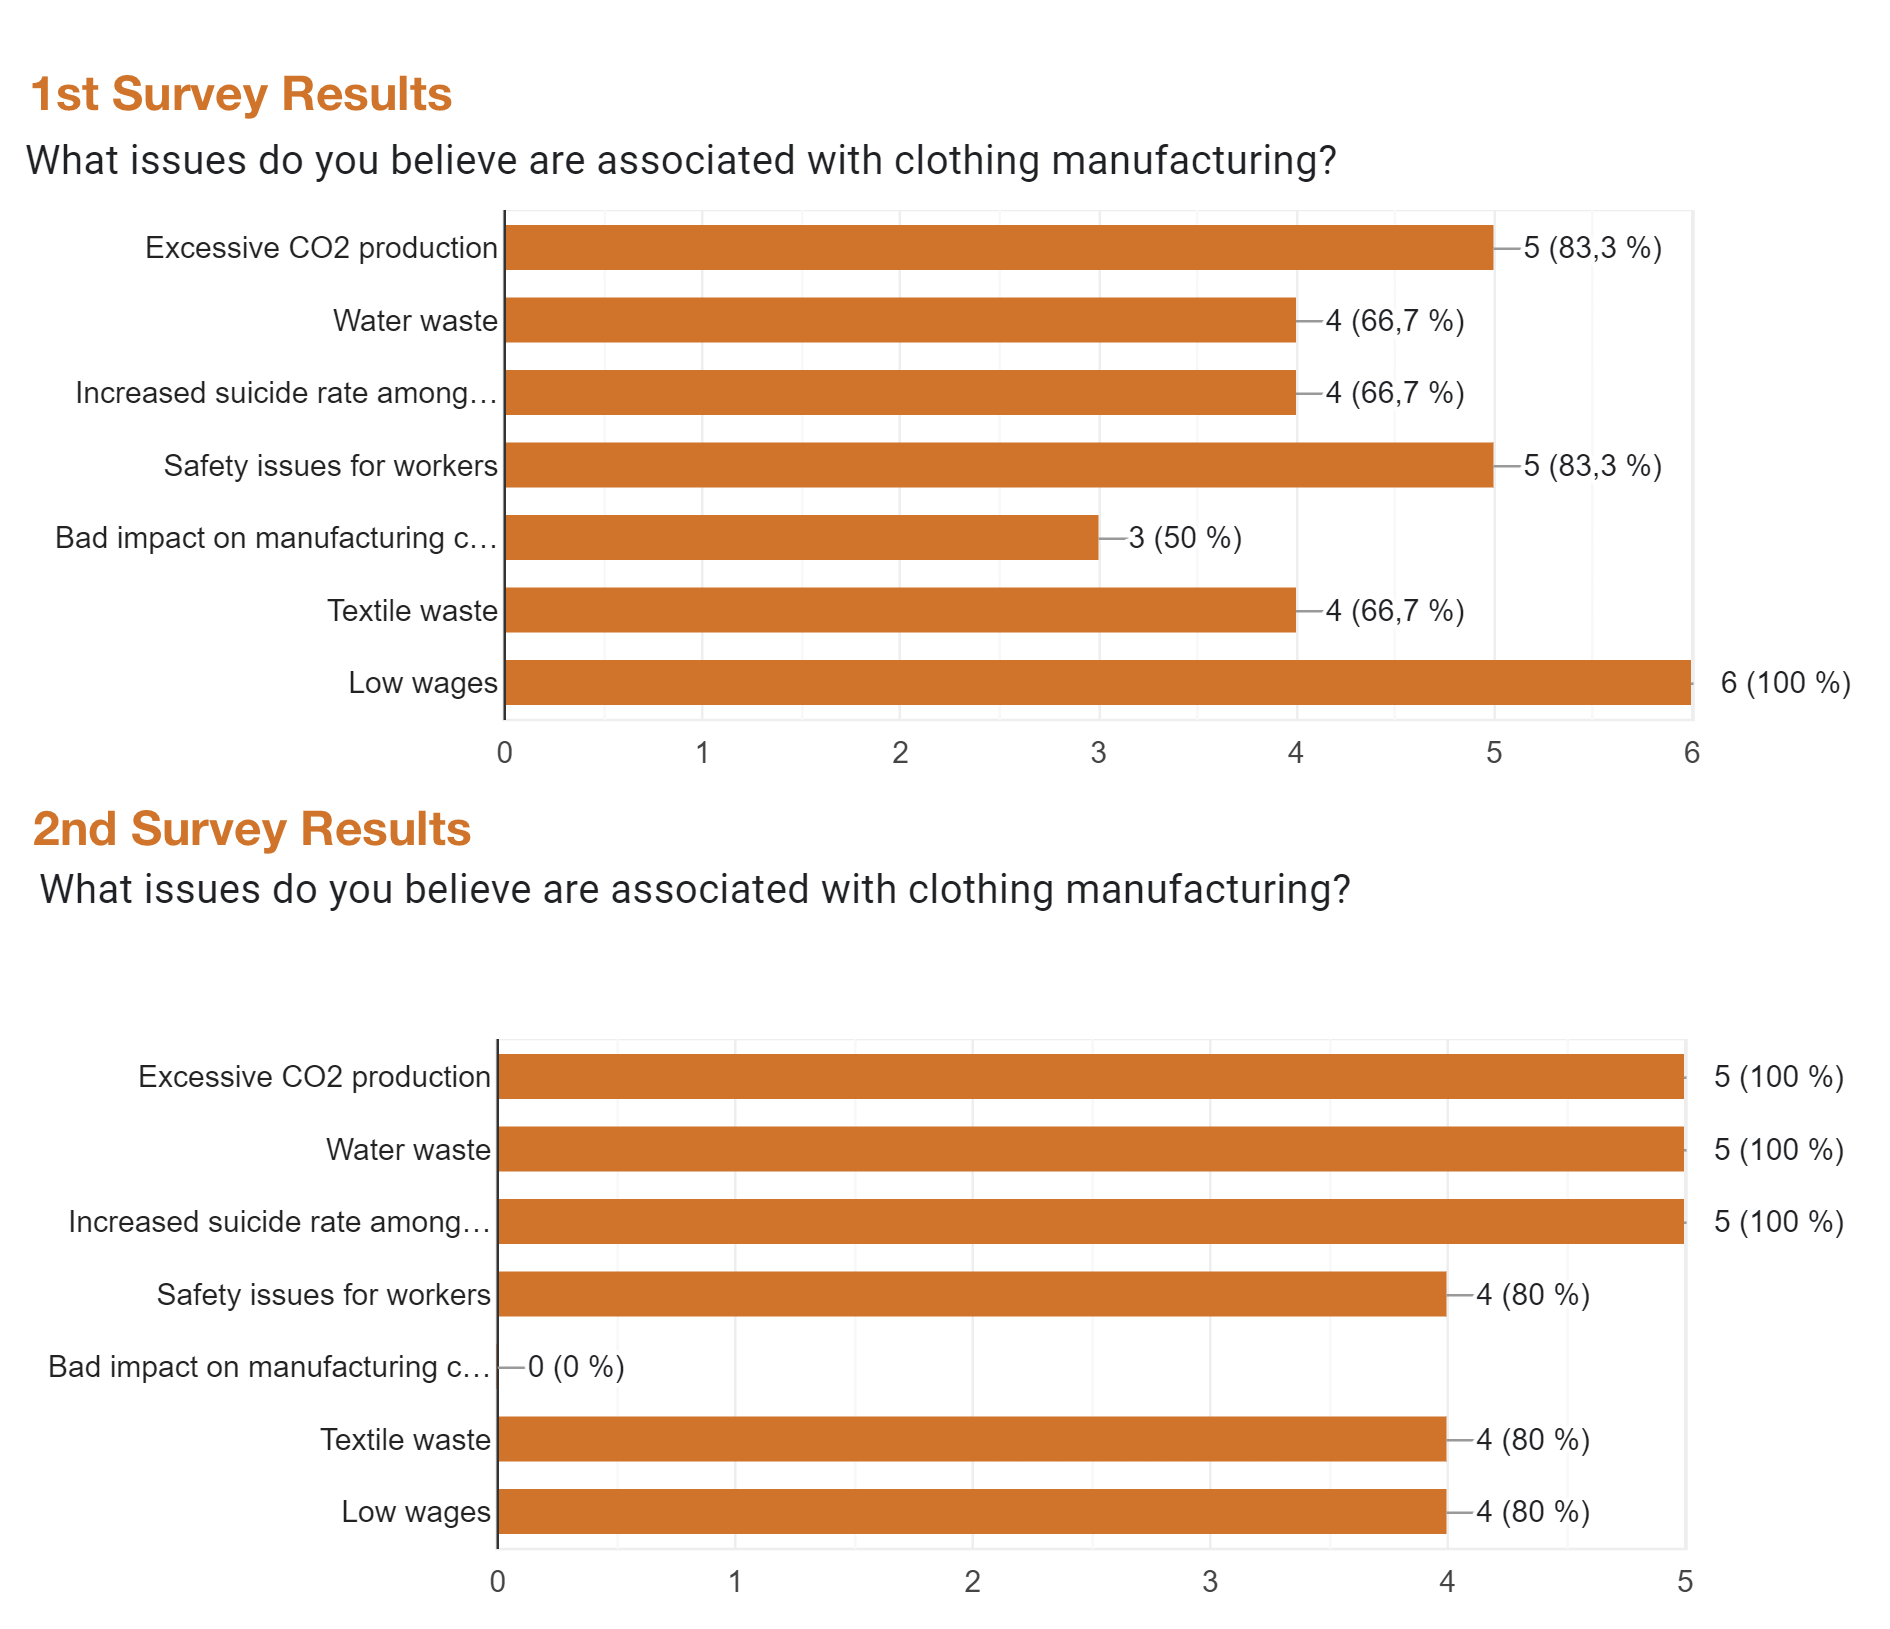 1st Survey Results
What issues do you believe are associated with clothing manufacturing?
Excessive CO2 production 5 (83,3 %)
Water waste 4 (66,7 %)
Increased suicide rate among… 4 (66,7 %)
Safety issues for workers 5 (83,3 %)
Bad impact on manufacturing c… 3 (50 %)
Textile waste 4 (66,7 %)
Low wages 6 (100 %)
0 1 2 3 4 5 6
2nd Survey Results
What issues do you believe are associated with clothing manufacturing?
Excessive CO2 production 5 (100 %)
Water waste 5 (100 %)
Increased suicide rate among… 5 (100 %)
Safety issues for workers 4 (80 %)
Bad impact on manufacturing c… 0 (0 %)
Textile waste 4 (80 %)
Low wages 4 (80 %)
0 1 2 3 4 5